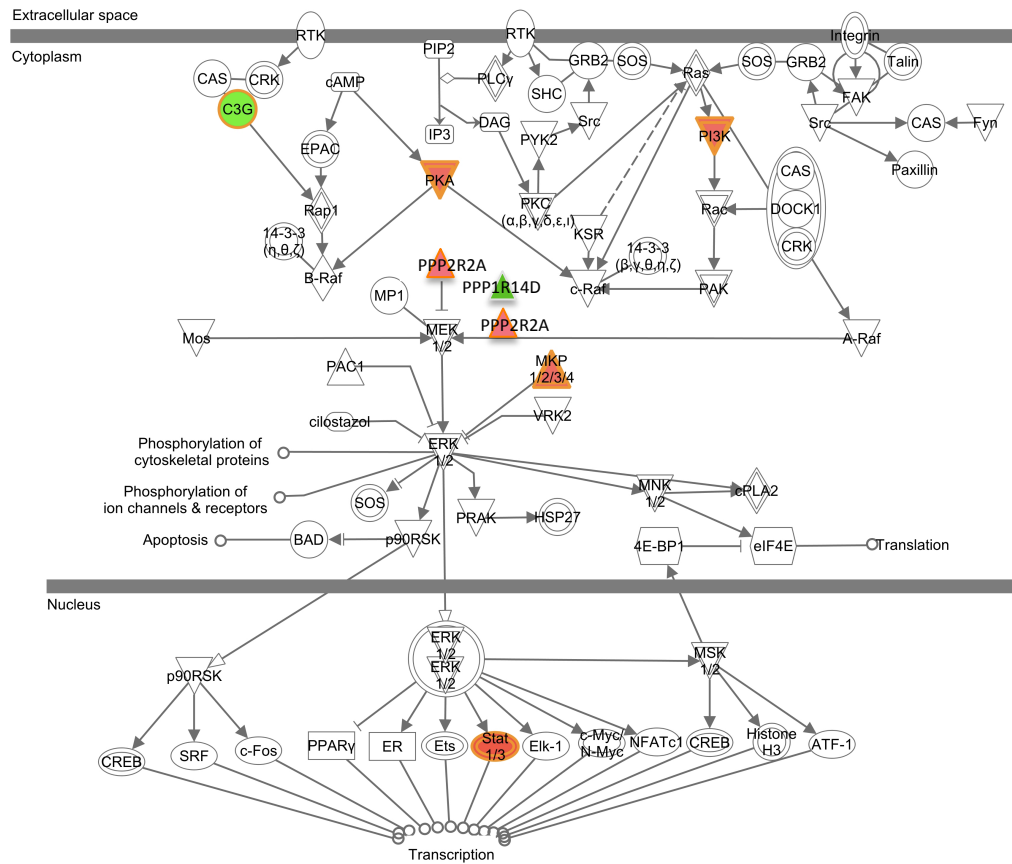 Extracellular space
Cytoplasm
RTK
RTK
Integrin
PIP2
GRB2
SOS
Ras
SOS
GRB2
Talin
CAS
CRK
cAMP
PLCγ
SHC
FAK
C3G
IP3
DAG
PYK2
Src
PI3K
Src
CAS
Fyn
EPAC
PKA
CAS
Paxillin
Rap1
PKC
(α,β,γ,δ,ε,ι)
Rac
DOCK1
14-3-3
(η,θ,ζ)
KSR
14-3-3
(β,γ,θ,η,ζ)
CRK
B-Raf
PPP2R2A
c-Raf
PAK
MP1
PPP1R14D
PPP2R2A
Mos
MEK
1/2
A-Raf
PAC1
MKP
1/2/3/4
cilostazol
VRK2
Phosphorylation of
cytoskeletal proteins
ERK
1/2
Phosphorylation of
ion channels & receptors
SOS
PRAK
HSP27
MNK
1/2
cPLA2
Apoptosis
BAD
p90RSK
4E-BP1
eIF4E
Translation
Nucleus
ERK
1/2
ERK
1/2
p90RSK
MSK
1/2
CREB
SRF
c-Fos
PPARγ
ER
Ets
Stat
1/3
Elk-1
c-Myc/
N-Myc
NFATc1
CREB
Histone
H3
ATF-1
Transcription